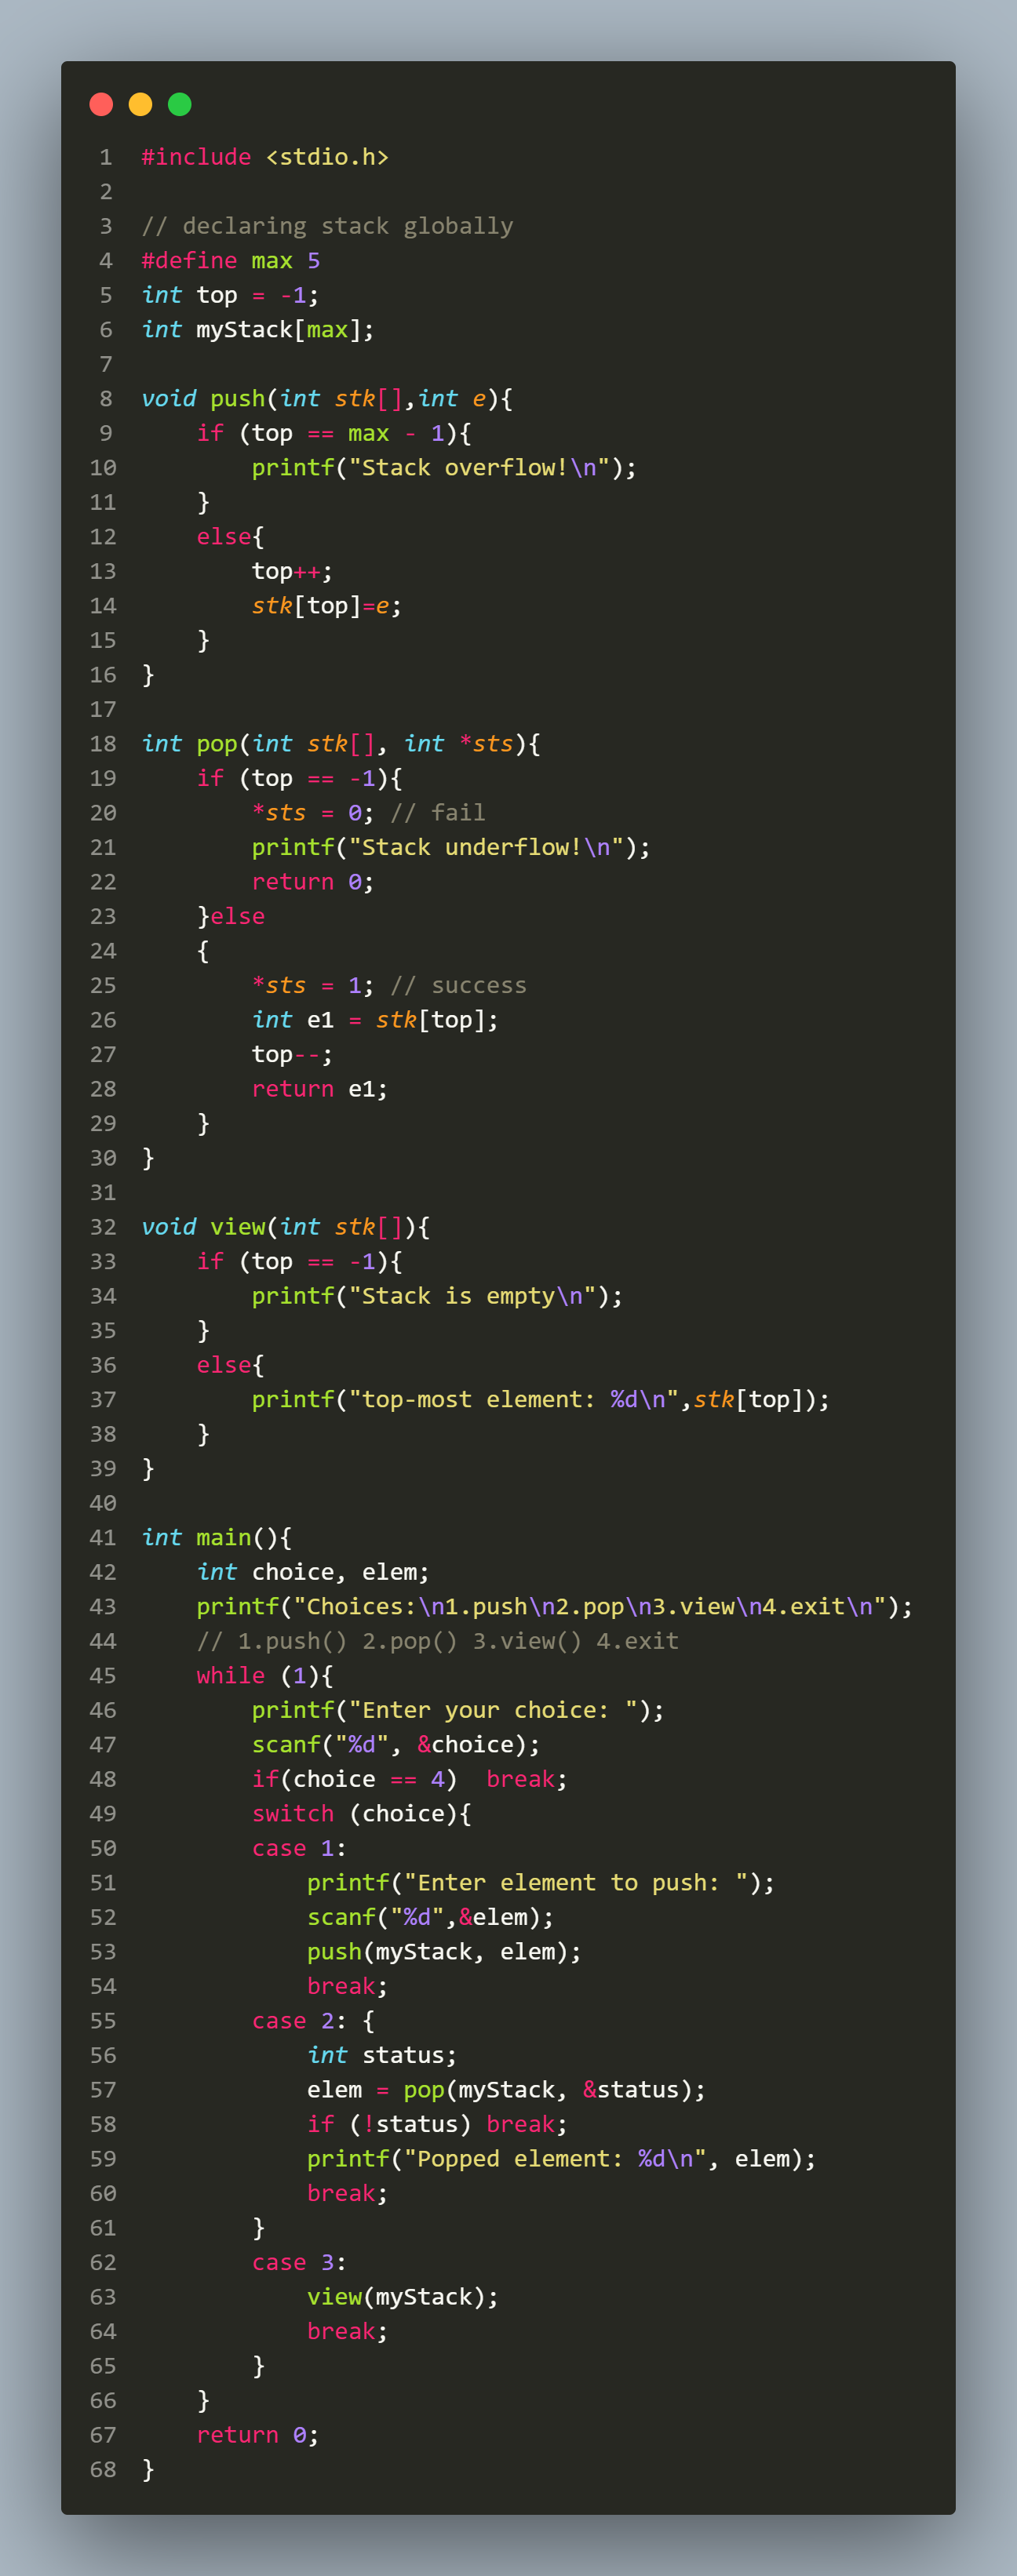 1 #include <stdio.h>
2
3 // declaring stack globally
4 #define max 5
5 int top = -1;
6 int myStack[max];
7
8 void push(int stk[],int e){
9     if (top == max - 1){
10         printf("Stack overflow!\n");
11     }
12     else{
13         top++;
14         stk[top]=e;
15     }
16 }
17
18 int pop(int stk[], int *sts){
19     if (top == -1){
20         *sts = 0; // fail
21         printf("Stack underflow!\n");
22         return 0;
23     }else
24     {
25         *sts = 1; // success
26         int e1 = stk[top];
27         top--;
28         return e1;
29     }
30 }
31
32 void view(int stk[]){
33     if (top == -1){
34         printf("Stack is empty\n");
35     }
36     else{
37         printf("top-most element: %d\n",stk[top]);
38     }
39 }
40
41 int main(){
42     int choice, elem;
43     printf("Choices:\n1.push\n2.pop\n3.view\n4.exit\n");
44     // 1.push() 2.pop() 3.view() 4.exit
45     while (1){
46         printf("Enter your choice: ");
47         scanf("%d", &choice);
48         if(choice == 4)  break;
49         switch (choice){
50         case 1:
51             printf("Enter element to push: ");
52             scanf("%d",&elem);
53             push(myStack, elem);
54             break;
55         case 2: {
56             int status;
57             elem = pop(myStack, &status);
58             if (!status) break;
59             printf("Popped element: %d\n", elem);
60             break;
61         }
62         case 3:
63             view(myStack);
64             break;
65         }
66     }
67     return 0;
68 }